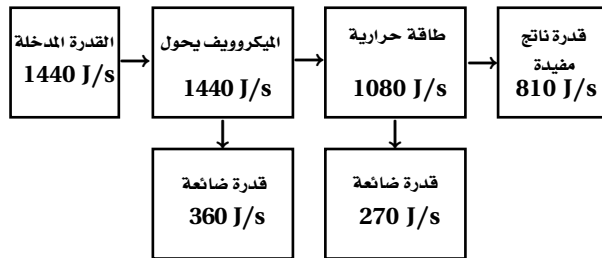 القدرة المدخلة
1440 J/s
الميكروويف يحول
1440 J/s
طاقة حرارية
1080 J/s
قدرة ناتج
مفيدة
810 J/s
قدرة ضائعة
360 J/s
قدرة ضائعة
270 J/s